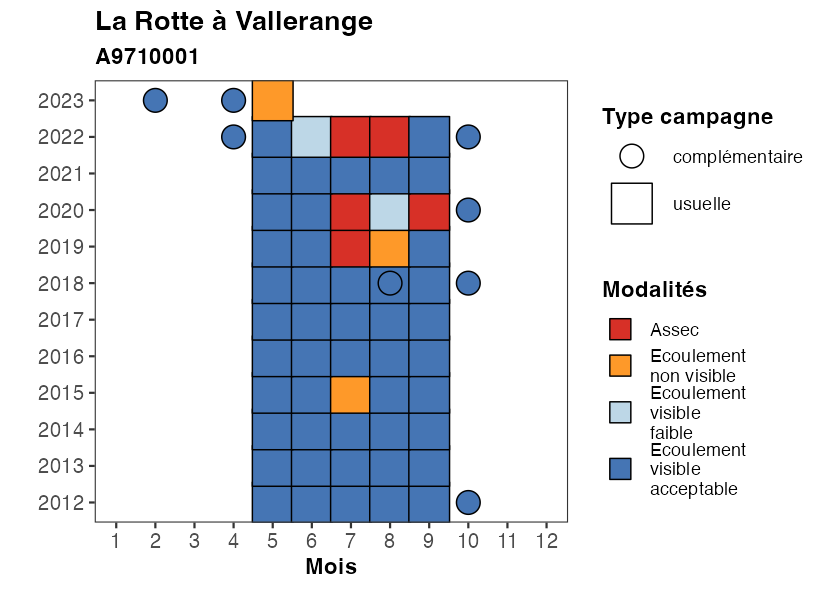 La Rotte à Vallerange
A9710001
2023
2022
2021
2020
2019
2018
2017
2016
2015
2014
2013
2012
1 2 3 4 5 6 7 8 9 10 11 12
Mois
Type campagne
complémentaire
usuelle
Modalités
Assec
Ecoulement
non visible
Ecoulement
visible
faible
Ecoulement
visible
acceptable